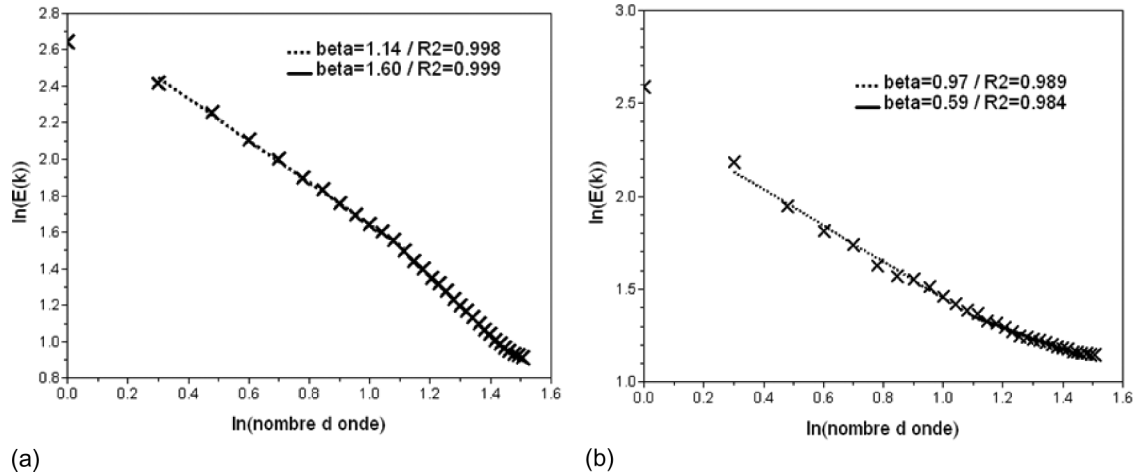 beta=1.14 / R2=0.998
beta=1.60 / R2=0.999
ln(E(k))
2.8
2.6
2.4
2.2
2.0
1.8
1.6
1.4
1.2
1.0
0.8
0.0 0.2 0.4 0.6 0.8 1.0 1.2 1.4 1.6
ln(nombre d onde)
(a)
beta=0.97 / R2=0.989
beta=0.59 / R2=0.984
ln(E(k))
3.0
2.5
2.0
1.5
1.0
0.0 0.2 0.4 0.6 0.8 1.0 1.2 1.4 1.6
ln(nombre d onde)
(b)